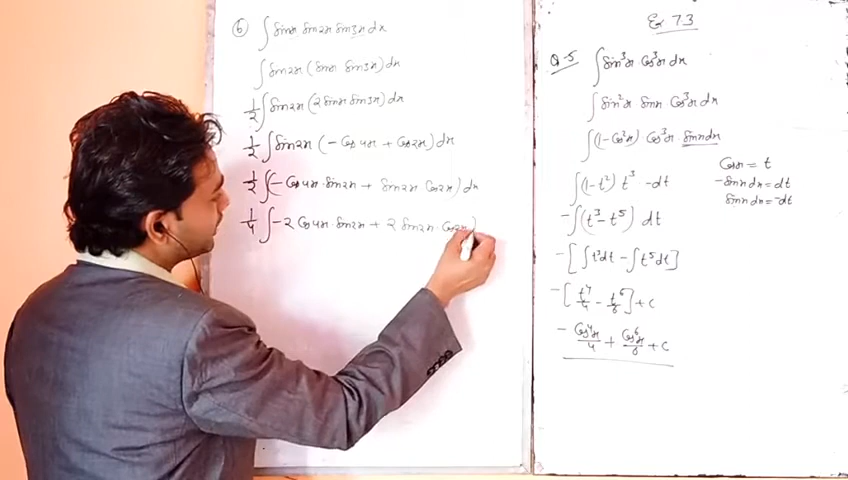 6) ∫ sinx sin2x sin3x dx
∫ sin2x (sinx sin3x) dx
1/2 ∫ sin2x (2 sinx sin3x) dx
1/2 ∫ sin2x (-cos4x + cos2x) dx
1/2 ∫(-cos4x sin2x + sin2x cos2x) dx
1/4 ∫ -2 cos4x · sin2x + 2 sin2x · cos2x)
Ex 7.3
Q-5 ∫ sin³x cos³x dx
∫ sin²x sinx cos³x dx
∫ (1-cos²x) cos³x sinx dx
cosx = t
∫ (1-t²) t³ -dt
-sinx dx = dt
sinx dx = -dt
-∫ (t³ - t⁵) dt
-[∫t³dt - ∫t⁵dt]
-[t⁴/4 - t⁶/6] + c
- cos⁴x/4 + cos⁶x/6 + c